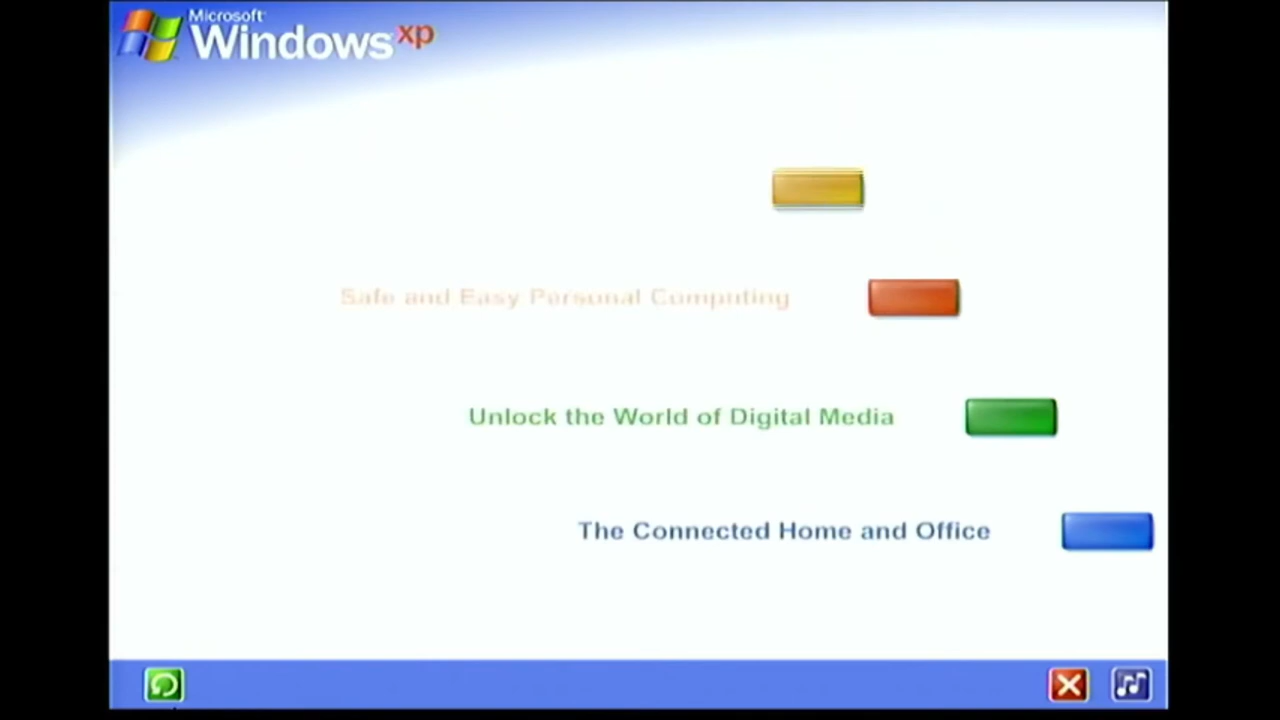 Microsoft
Windows xp
Safe and Easy Personal Computing
Unlock the World of Digital Media
The Connected Home and Office